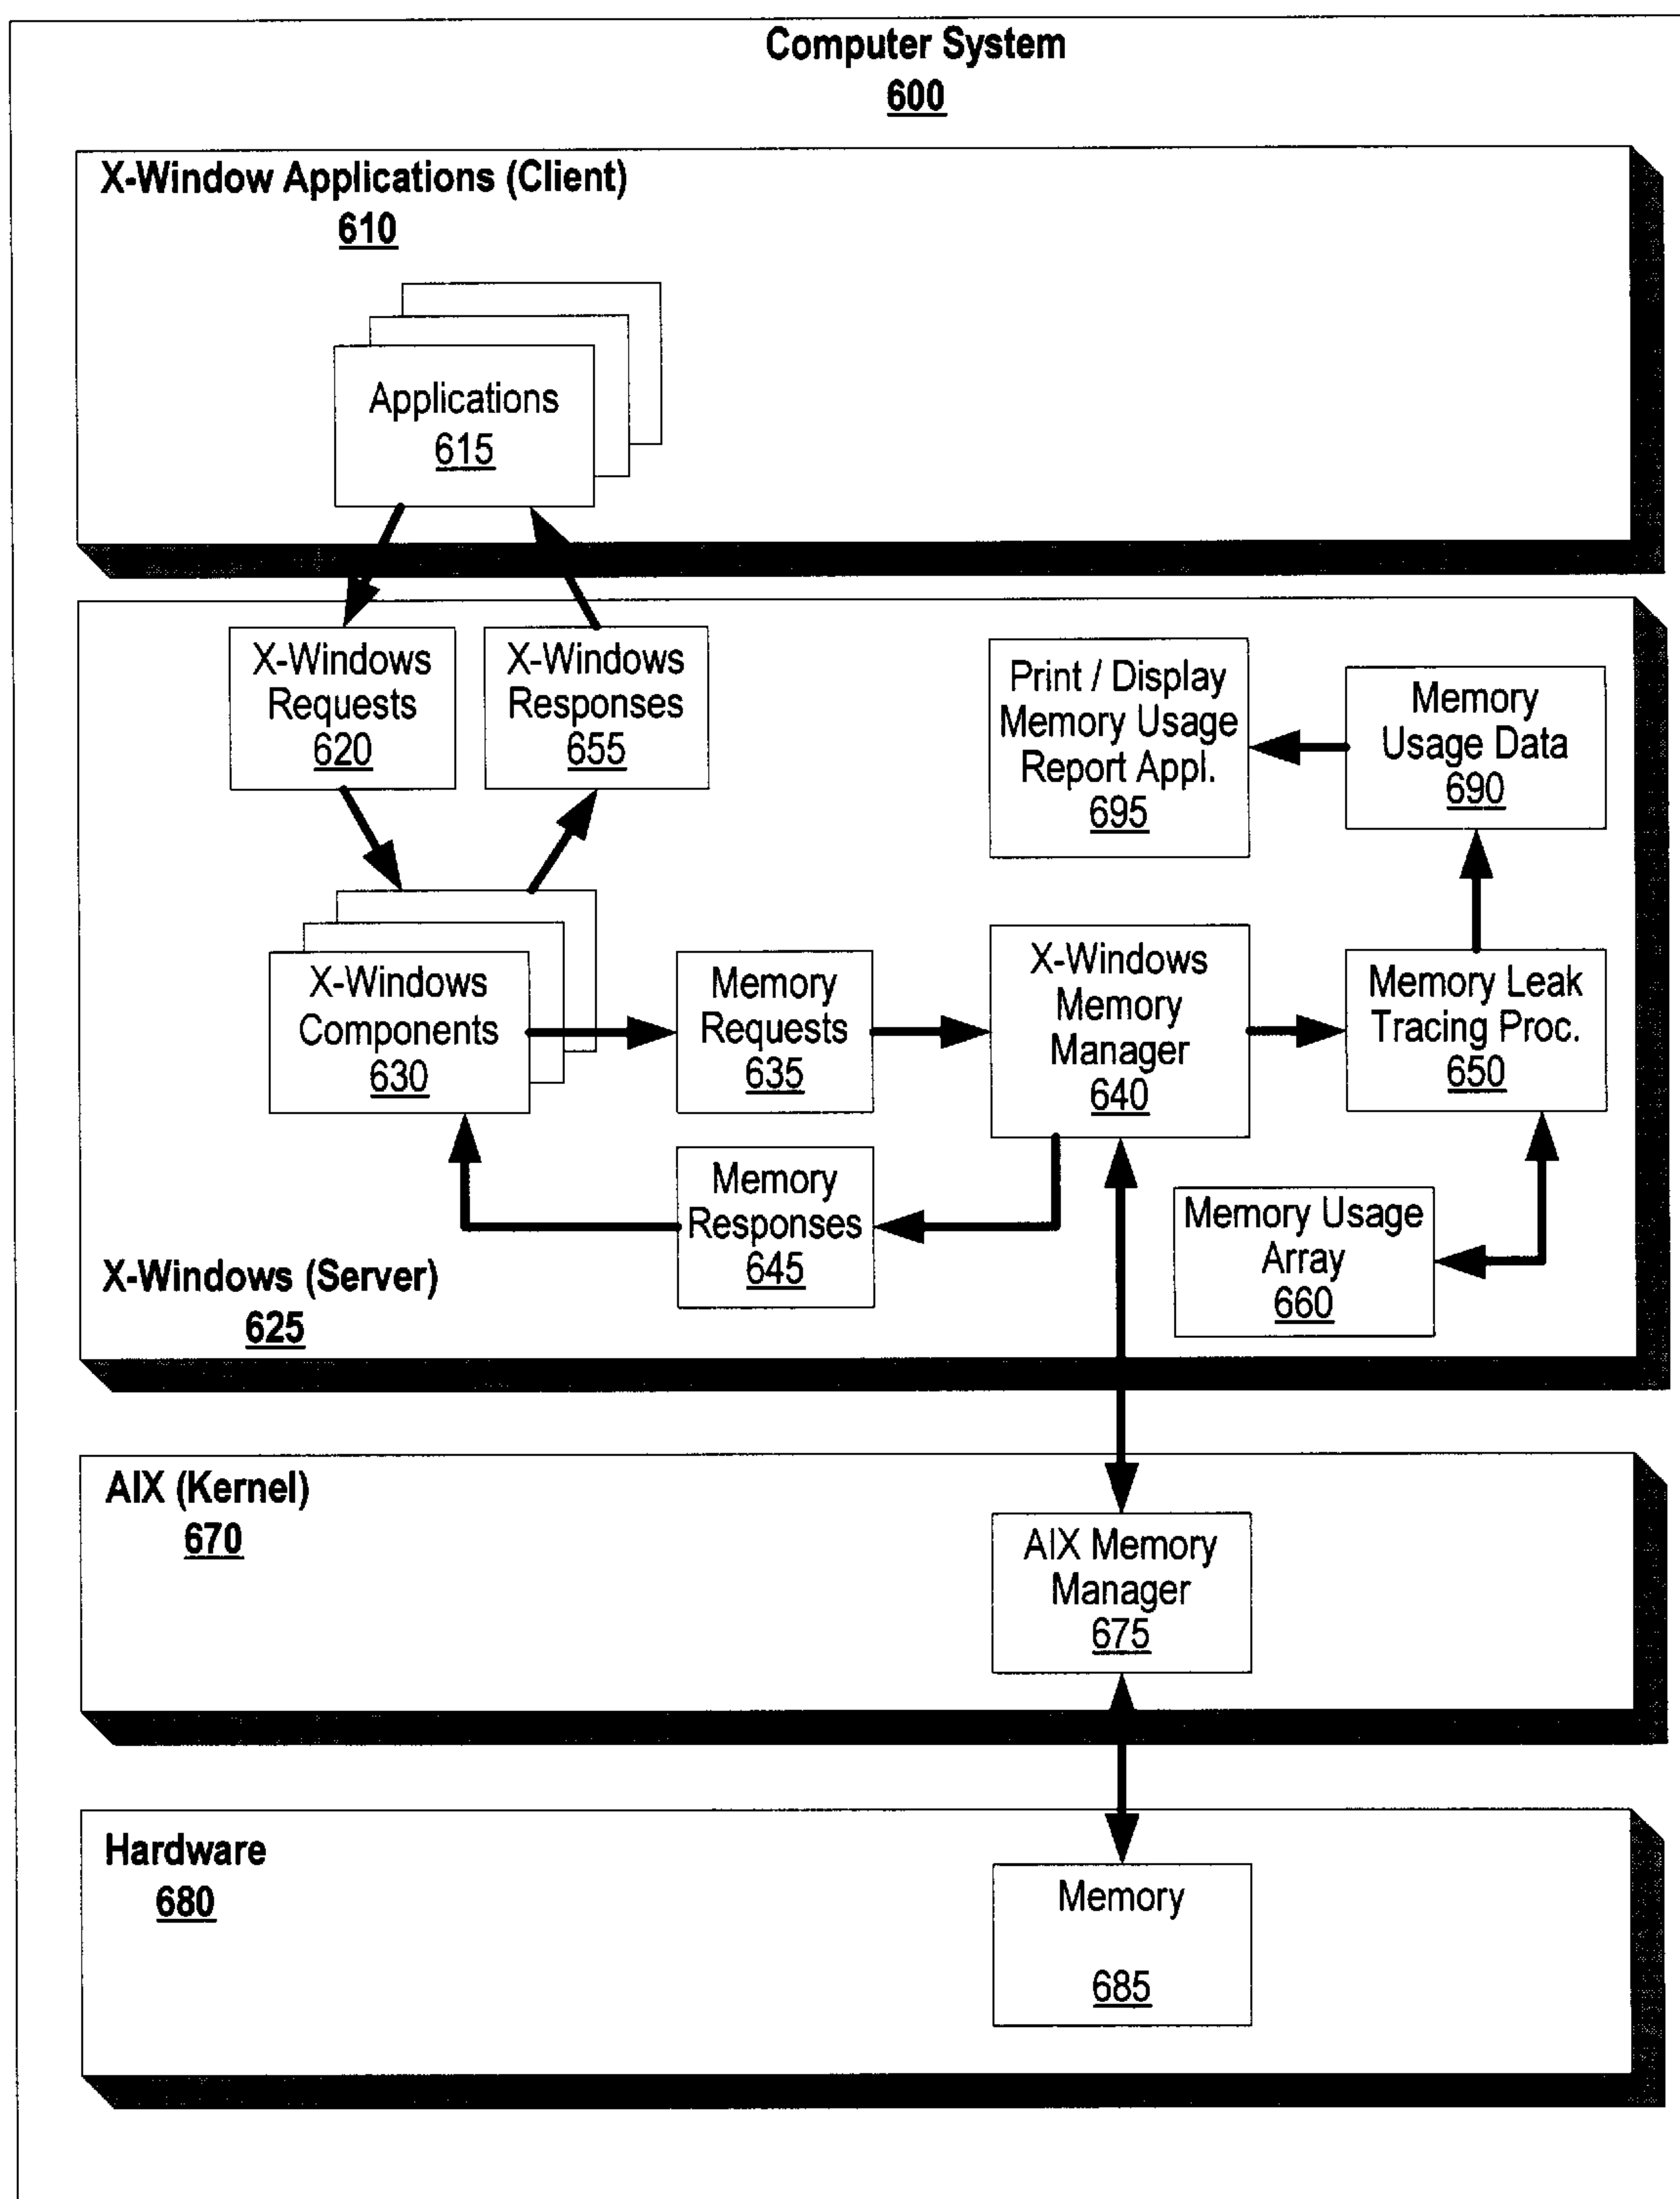 Computer System
600
X-Window Applications (Client)
610
Applications
615
X-Windows
Requests
620
X-Windows
Responses
655
Print / Display
Memory Usage
Report Appl.
695
Memory
Usage Data
690
X-Windows
Components
630
Memory
Requests
635
X-Windows
Memory
Manager
640
Memory Leak
Tracing Proc.
650
Memory
Responses
645
Memory Usage
Array
660
X-Windows (Server)
625
AIX (Kernel)
670
AIX Memory
Manager
675
Hardware
680
Memory
685